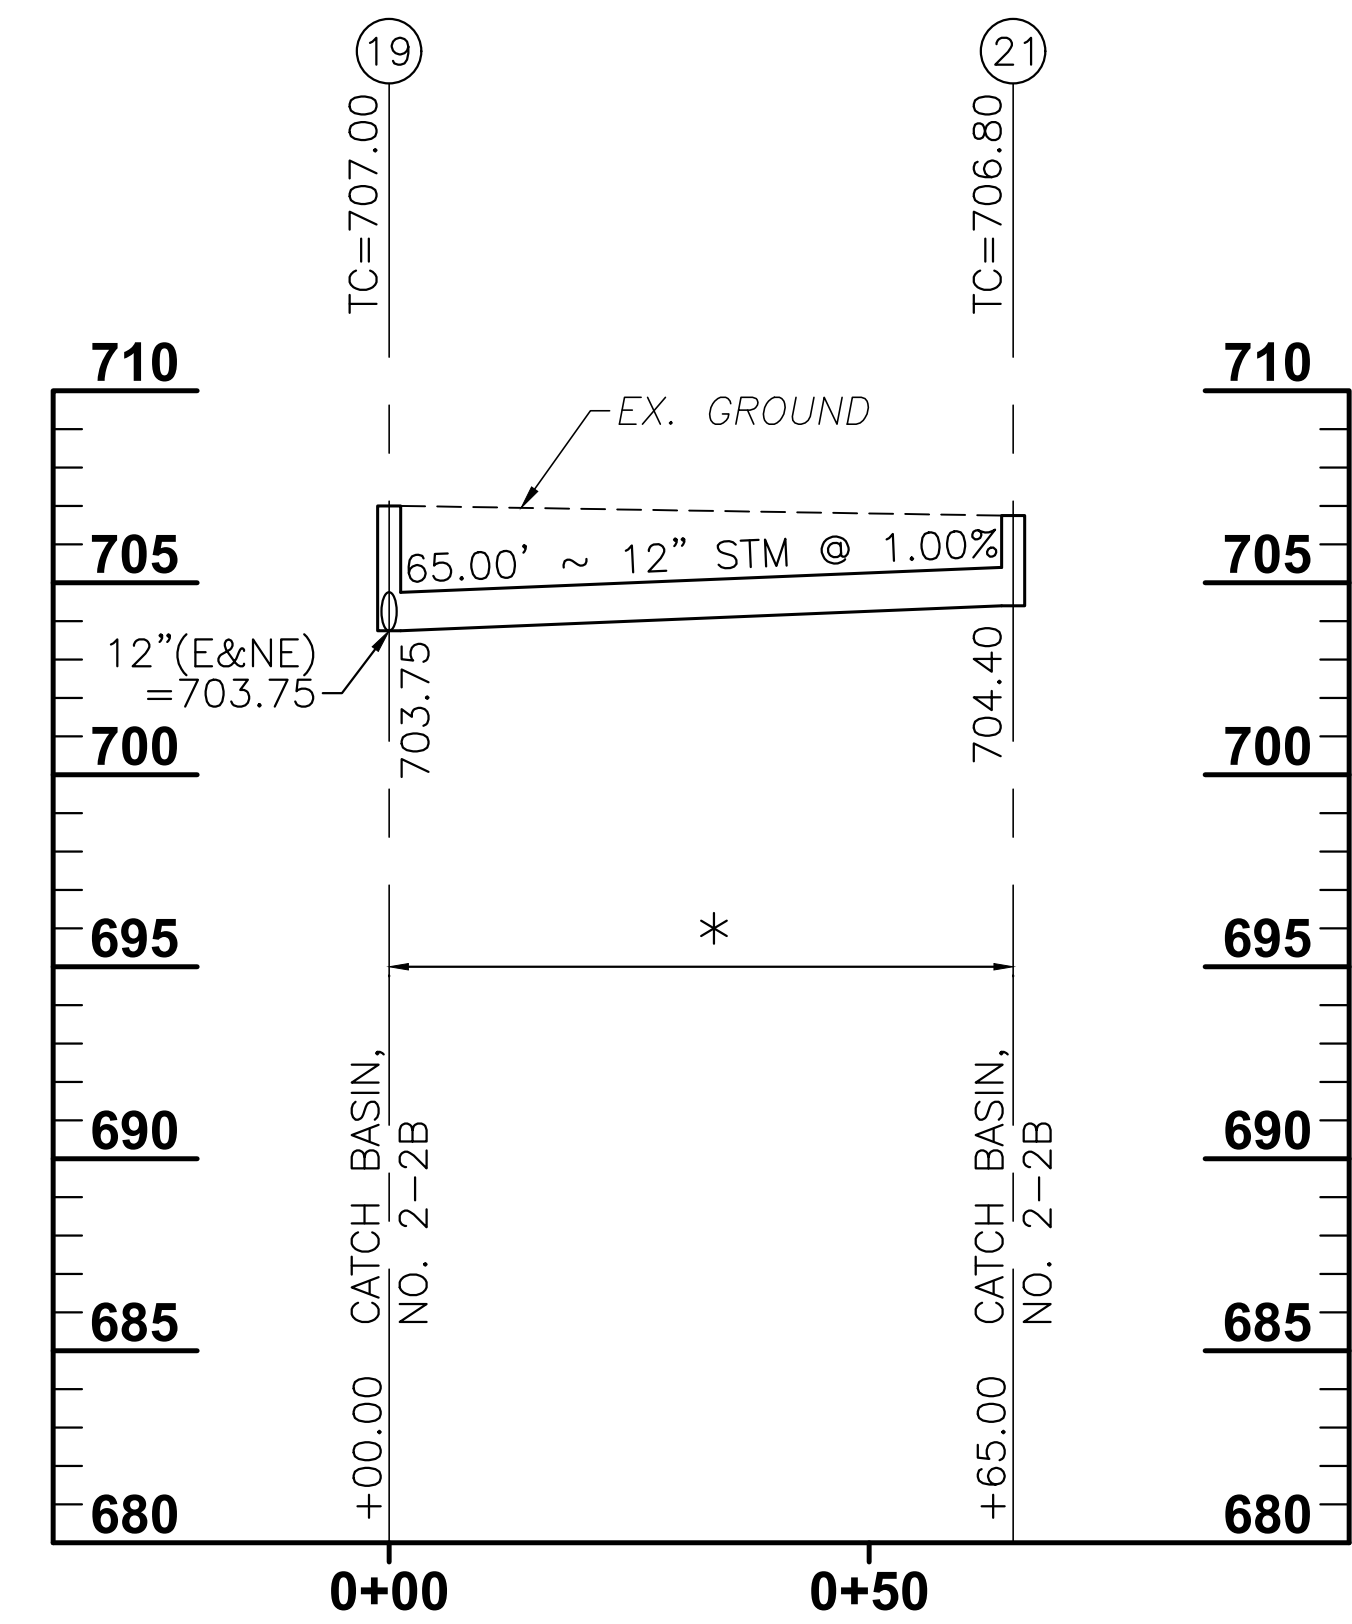 19
21
TC=707.00
TC=706.80
710
710
EX. GROUND
65.00' ~ 12" STM @ 1.00%
705
705
12"(E&NE)
=703.75
703.75
704.40
700
700
*
695
695
690
690
CATCH BASIN,
NO. 2-2B
CATCH BASIN,
NO. 2-2B
685
685
+00.00
+65.00
680
680
0+00
0+50